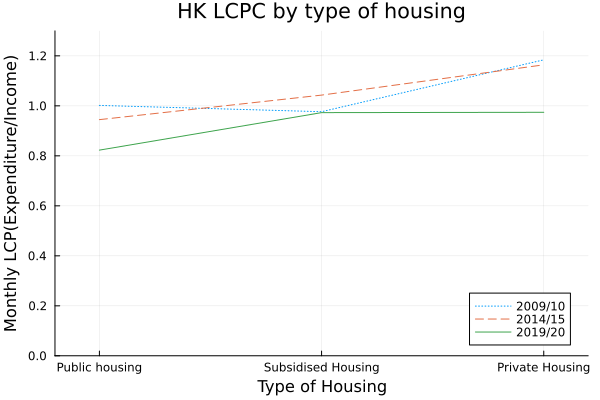 HK LCPC by type of housing
Monthly LCP(Expenditure/Income)
1.2
1.0
0.8
0.6
0.4
0.2
0.0
2009/10
2014/15
2019/20
Public housing
Subsidised Housing
Private Housing
Type of Housing